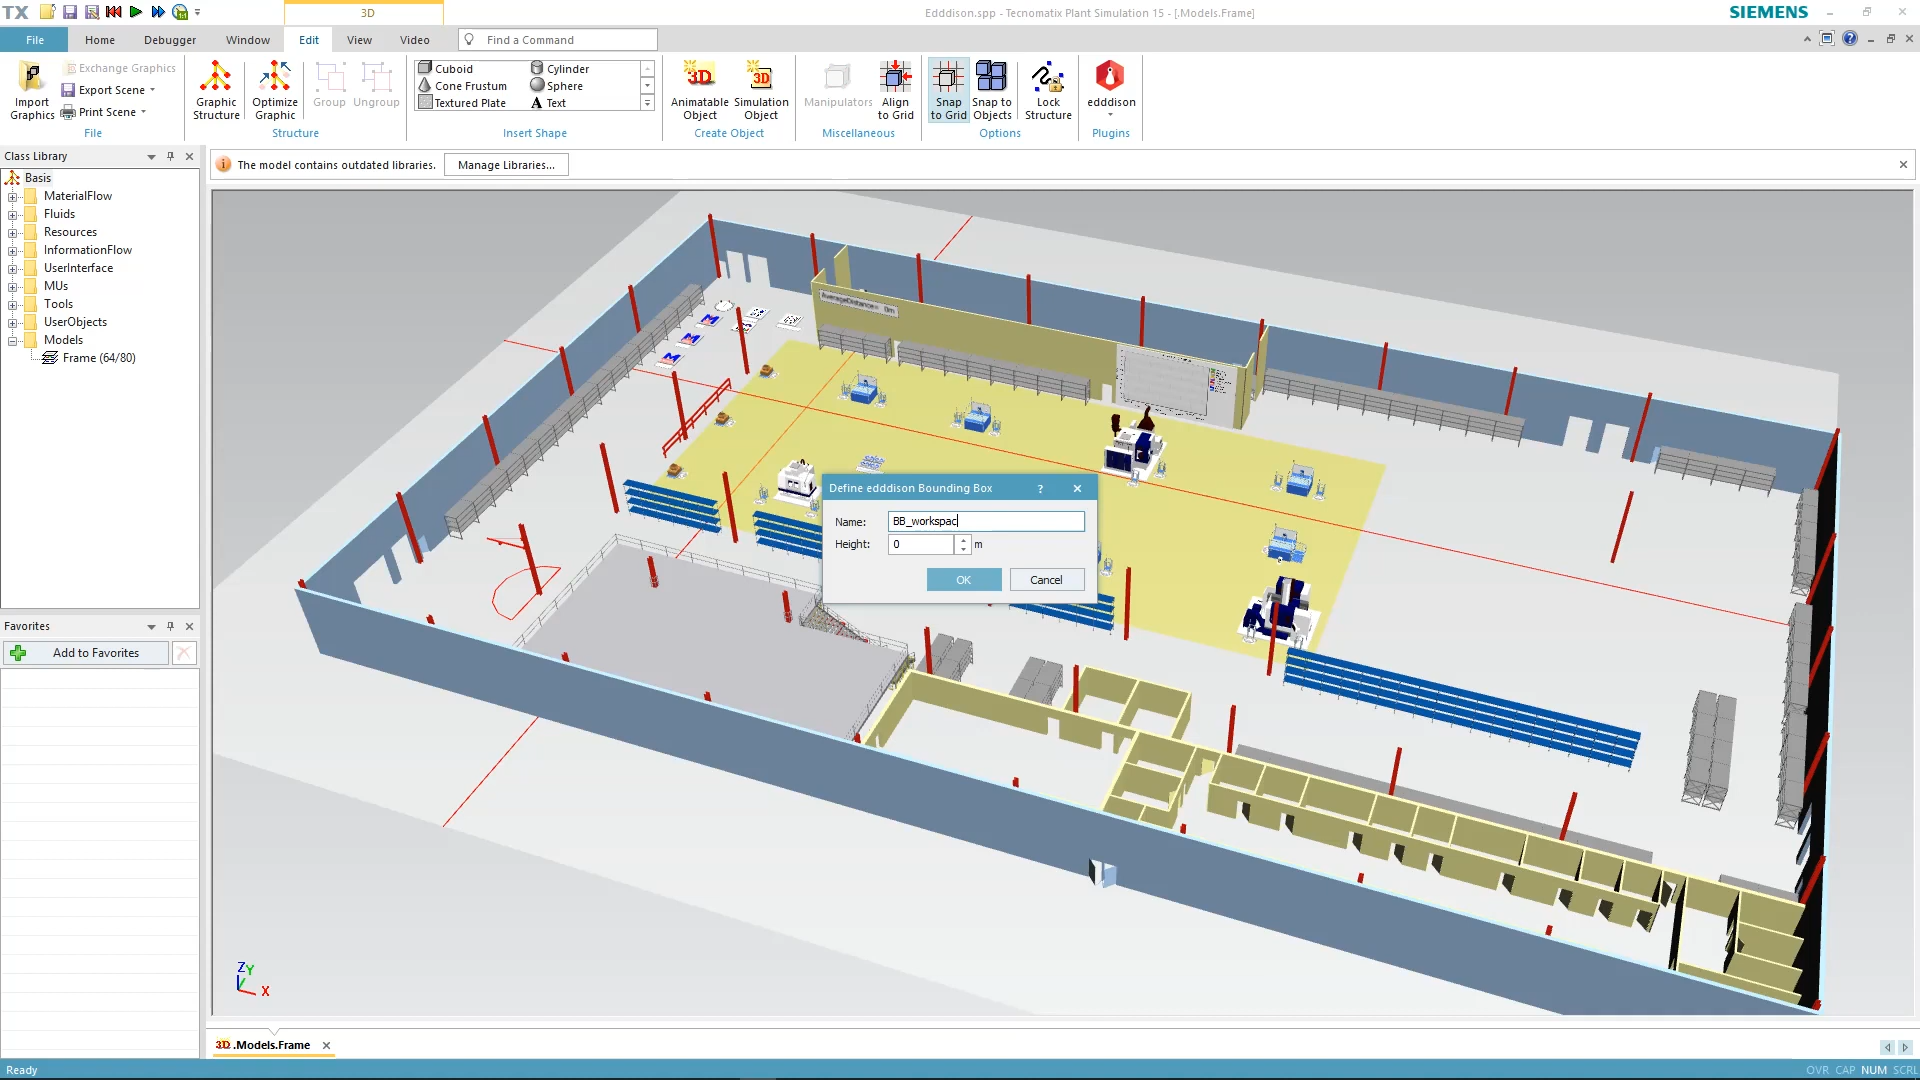 TX
3D
Edddison.spp - Tecnomatix Plant Simulation 15 - [.Models.Frame]
SIEMENS
File
Home
Debugger
Window
Edit
View
Video
Find a Command
Import Graphics
Exchange Graphics
Export Scene
Print Scene
File
Graphic Structure
Optimize Graphic
Group
Ungroup
Structure
Cuboid
Cylinder
Cone Frustum
Sphere
Textured Plate
A Text
Insert Shape
3D
Animatable Object
3D
Simulation Object
Create Object
Manipulators
Align to Grid
Miscellaneous
Snap to Grid
Snap to Objects
Lock Structure
Options
edddison
Plugins
Class Library
The model contains outdated libraries.
Manage Libraries...
Basis
MaterialFlow
Fluids
Resources
InformationFlow
UserInterface
MUs
Tools
UserObjects
Models
Frame (64/80)
AverageDistance= 0m
M
M
M
Define edddison Bounding Box
?
Name:
BB_workspac
Height:
0
m
OK
Cancel
Favorites
Add to Favorites
Z
Y
X
3D .Models.Frame
Ready
OVR CAP NUM SCRL